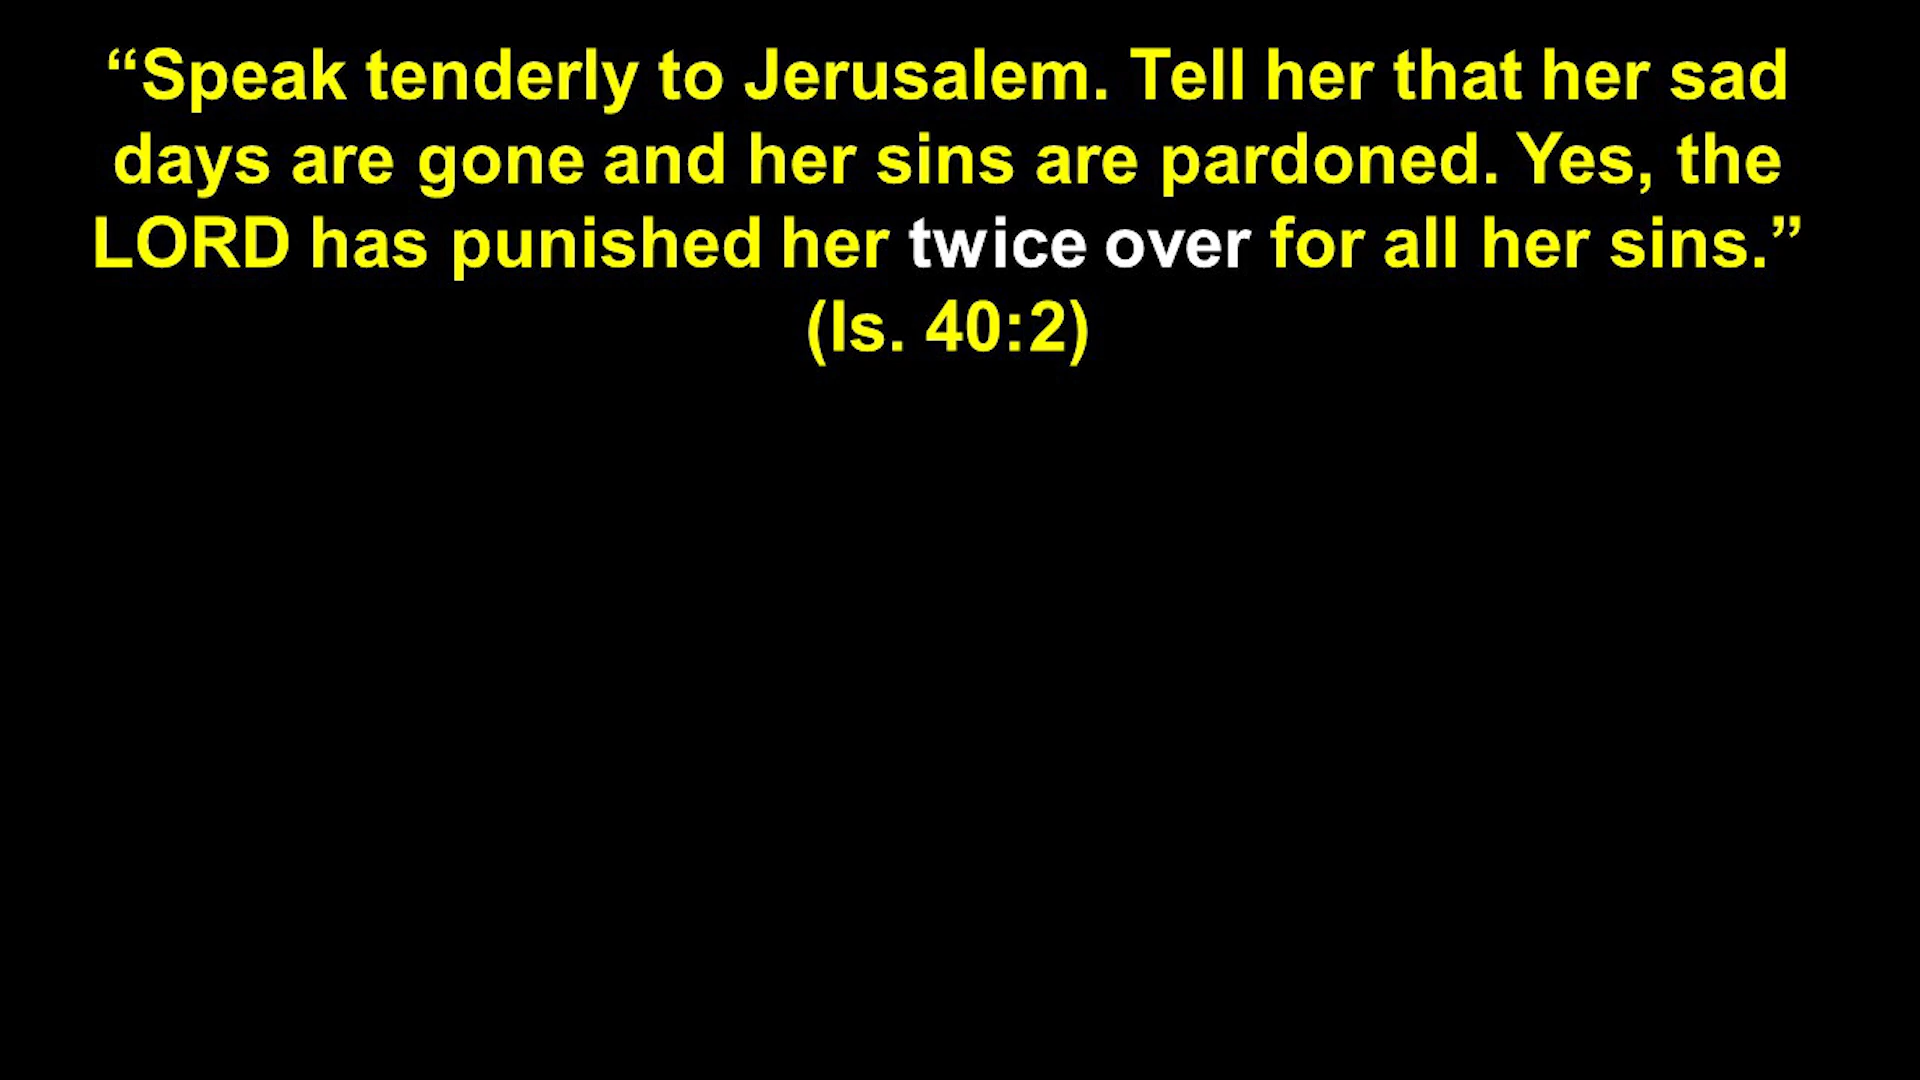 “Speak tenderly to Jerusalem. Tell her that her sad
days are gone and her sins are pardoned. Yes, the
LORD has punished her twice over for all her sins.”
(Is. 40:2)